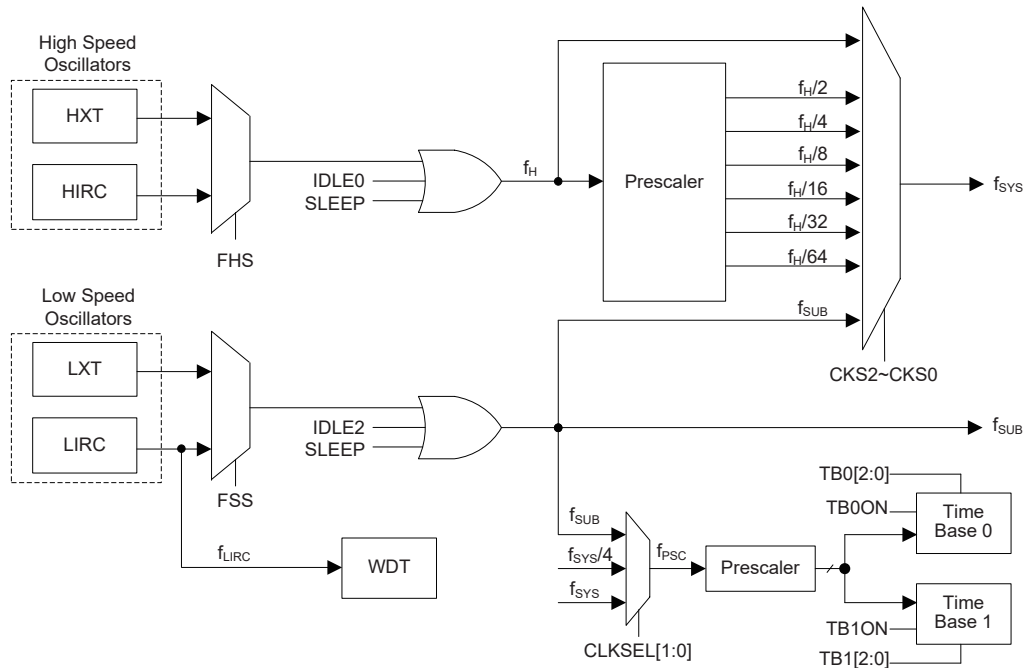 High Speed
Oscillators
HXT
HIRC
FHS
IDLE0
SLEEP
fH
Prescaler
fH/2
fH/4
fH/8
fH/16
fH/32
fH/64
fSUB
fSYS
CKS2~CKS0
Low Speed
Oscillators
LXT
LIRC
FSS
IDLE2
SLEEP
fSUB
fLIRC
WDT
fSUB
fSYS/4
fSYS
CLKSEL[1:0]
fPSC
Prescaler
TB0[2:0]
TB0ON
Time
Base 0
Time
Base 1
TB1ON
TB1[2:0]